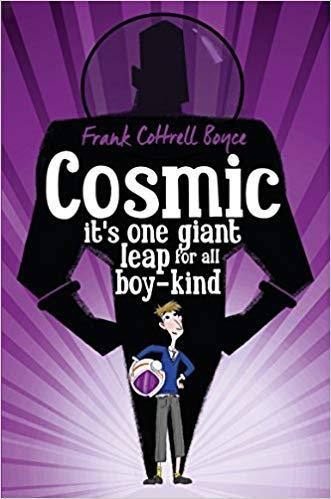 Frank Cottrell Boyce
Cosmic
it's one giant
leap for all
boy-kind